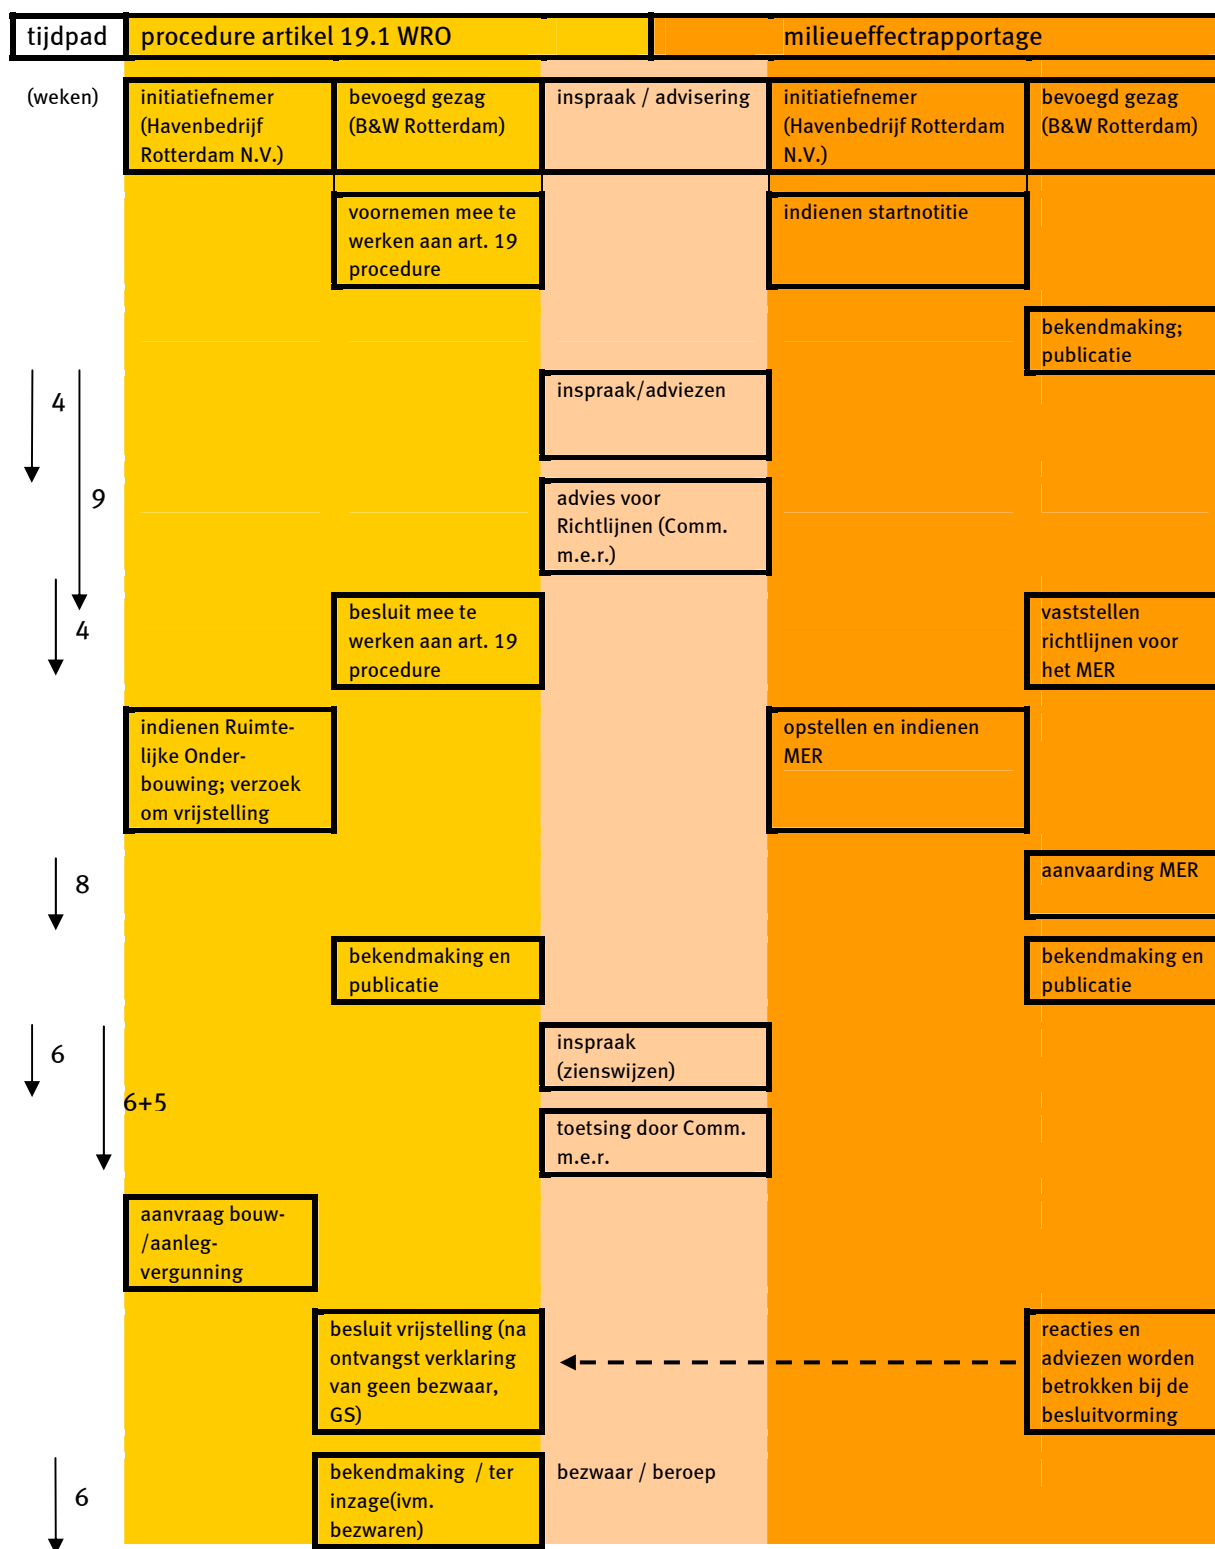 tijdpad
procedure artikel 19.1 WRO
milieueffectrapportage
(weken)
initiatiefnemer
(Havenbedrijf
Rotterdam N.V.)
bevoegd gezag
(B&W Rotterdam)
inspraak / advisering
initiatiefnemer
(Havenbedrijf Rotterdam
N.V.)
bevoegd gezag
(B&W Rotterdam)
voornemen mee te
werken aan art. 19
procedure
indienen startnotitie
bekendmaking;
publicatie
4
inspraak/adviezen
9
advies voor
Richtlijnen (Comm.
m.e.r.)
4
besluit mee te
werken aan art. 19
procedure
vaststellen
richtlijnen voor
het MER
indienen Ruimte-
lijke Onder-
bouwing; verzoek
om vrijstelling
opstellen en indienen
MER
8
aanvaarding MER
bekendmaking en
publicatie
bekendmaking en
publicatie
6
inspraak
(zienswijzen)
6+5
toetsing door Comm.
m.e.r.
aanvraag bouw-
/aanleg-
vergunning
besluit vrijstelling (na
ontvangst verklaring
van geen bezwaar,
GS)
reacties en
adviezen worden
betrokken bij de
besluitvorming
6
bekendmaking / ter
inzage(ivm.
bezwaren)
bezwaar / beroep